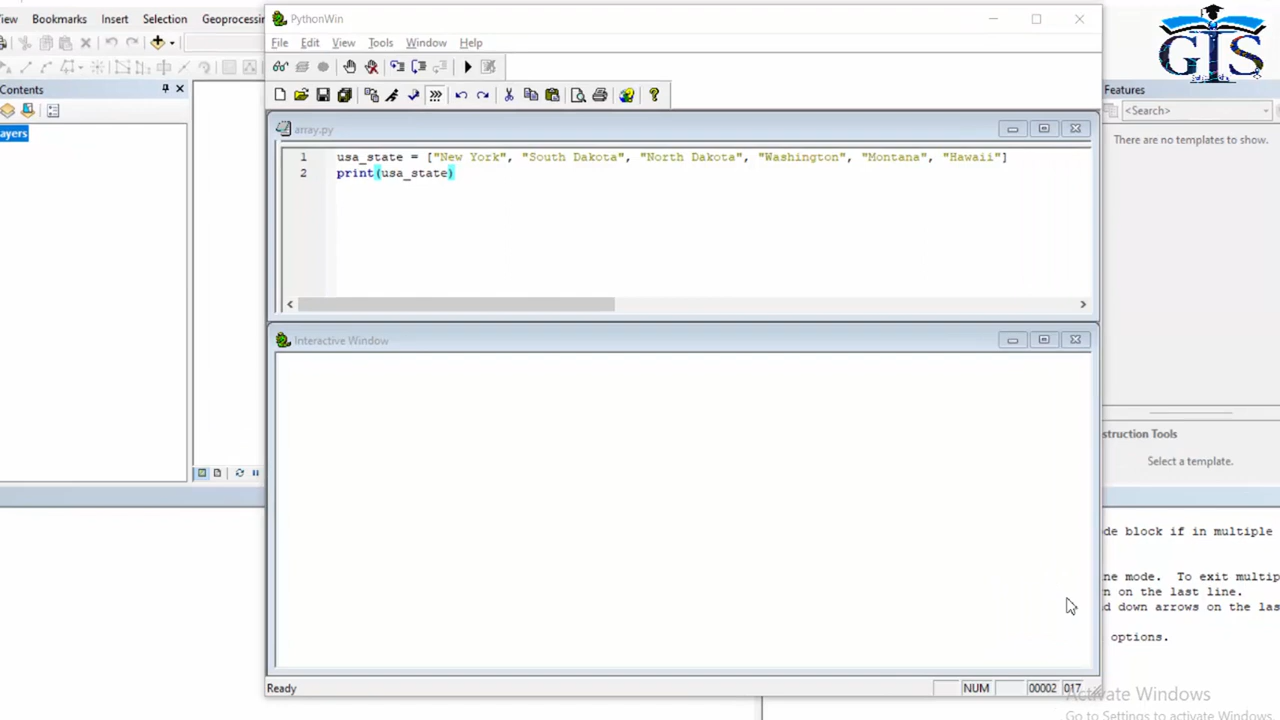 iew Bookmarks Insert Selection Geoprocessi
PythonWin
GIS
File Edit View Tools Window Help
Contents
ayers
array.py
1 usa_state = ["New York", "South Dakota", "North Dakota", "Washington", "Montana", "Hawaii"]
2 print(usa_state)
Features
<Search>
There are no templates to show.
Interactive Window
struction Tools
Select a template.
de block if in multiple
ne mode. To exit multip
n on the last line.
d down arrows on the las
options.
Ready
NUM 00002 017
Activate Windows
Go to Settings to activate Windows.